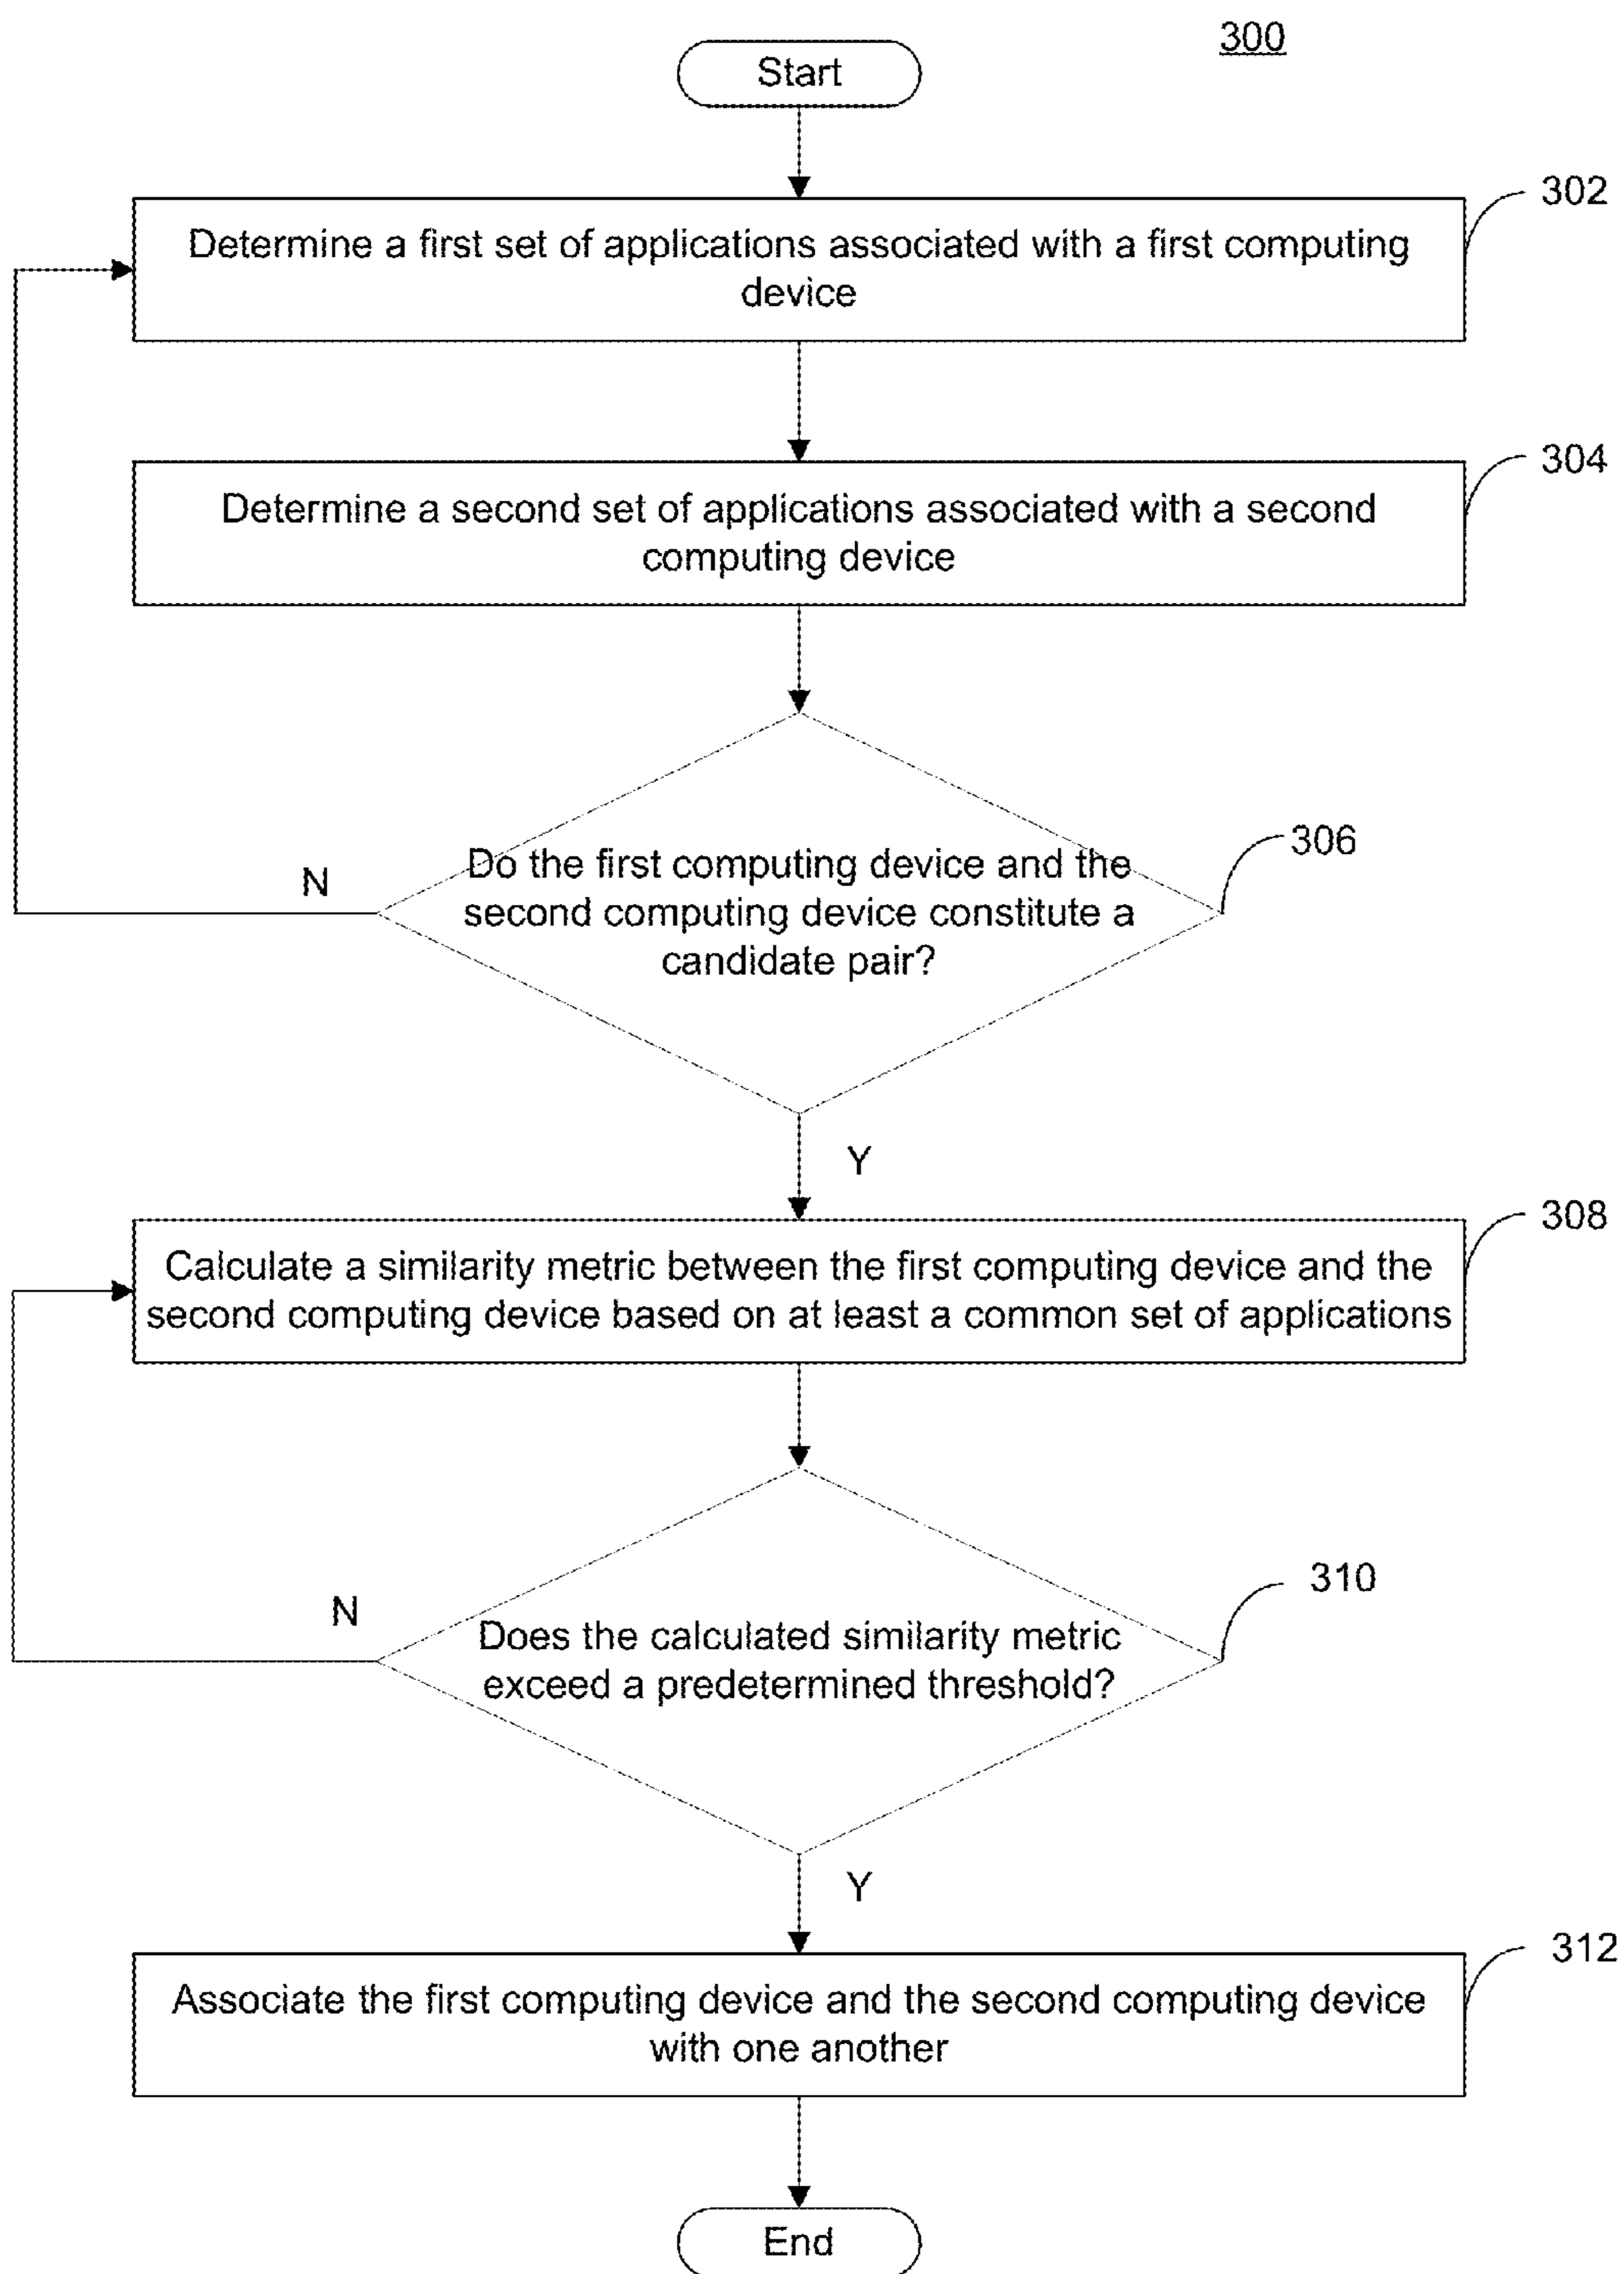 300
Start
302
Determine a first set of applications associated with a first computing
device
304
Determine a second set of applications associated with a second
computing device
306
Do the first computing device and the
second computing device constitute a
candidate pair?
N
Y
308
Calculate a similarity metric between the first computing device and the
second computing device based on at least a common set of applications
310
Does the calculated similarity metric
exceed a predetermined threshold?
N
Y
312
Associate the first computing device and the second computing device
with one another
End